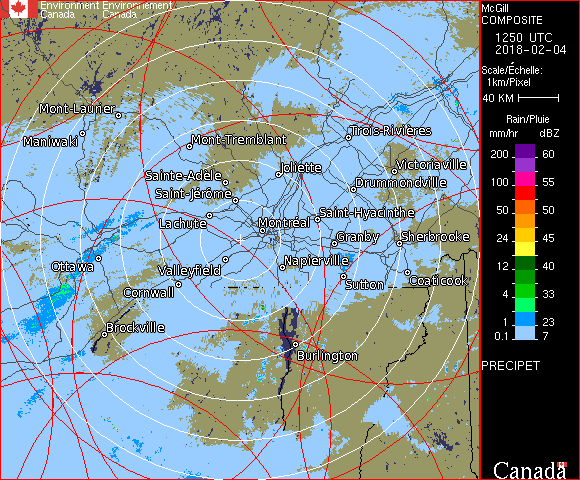 Environment Environnement
Canada Canada
McGill
COMPOSITE
1250 UTC
2018-02-04
Scale/Échelle:
1km/Pixel
40 KM
Rain/Pluie
mm/hr dBZ
200 60
100 55
50 50
24 45
12 40
4 33
1 23
0.1 7
PRECIPET
Canada
Mont-Laurier
Maniwaki
Mont-Tremblant
Trois-Rivières
Joliette
Victoriaville
Sainte-Adèle
Drummondville
Saint-Jérôme
Saint-Hyacinthe
Lachute
Montréal
Granby
Sherbrooke
Ottawa
Valleyfield
Napierville
Cornwall
Sutton
Coaticook
Brockville
Burlington